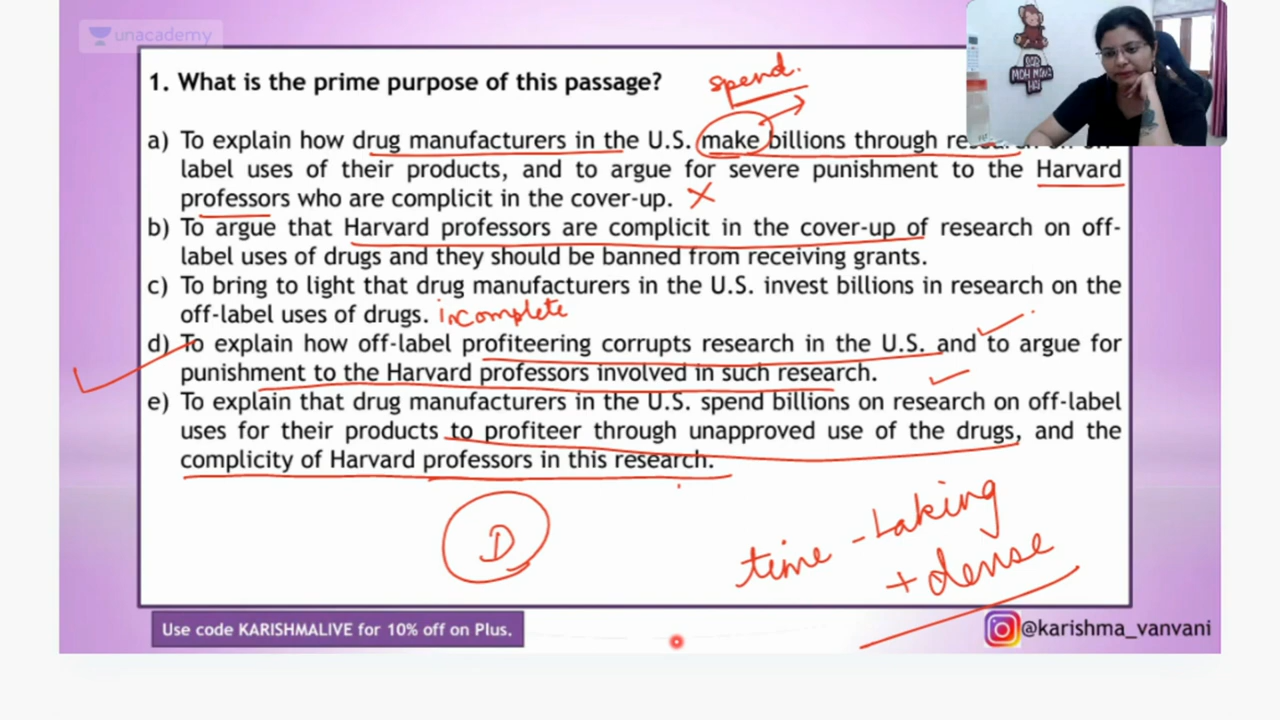 unacademy
1. What is the prime purpose of this passage?
spend.
a) To explain how drug manufacturers in the U.S. make billions through
label uses of their products, and to argue for severe punishment to the Harvard
professors who are complicit in the cover-up. X
b) To argue that Harvard professors are complicit in the cover-up of research on off-
label uses of drugs and they should be banned from receiving grants.
c) To bring to light that drug manufacturers in the U.S. invest billions in research on the
off-label uses of drugs. incomplete
d) To explain how off-label profiteering corrupts research in the U.S. and to argue for
punishment to the Harvard professors involved in such research.
e) To explain that drug manufacturers in the U.S. spend billions on research on off-label
uses for their products to profiteer through unapproved use of the drugs, and the
complicity of Harvard professors in this research.
D
time-taking
+ dense
Use code KARISHMALIVE for 10% off on Plus.
@karishma_vanvani
MOH MAYA
HAI